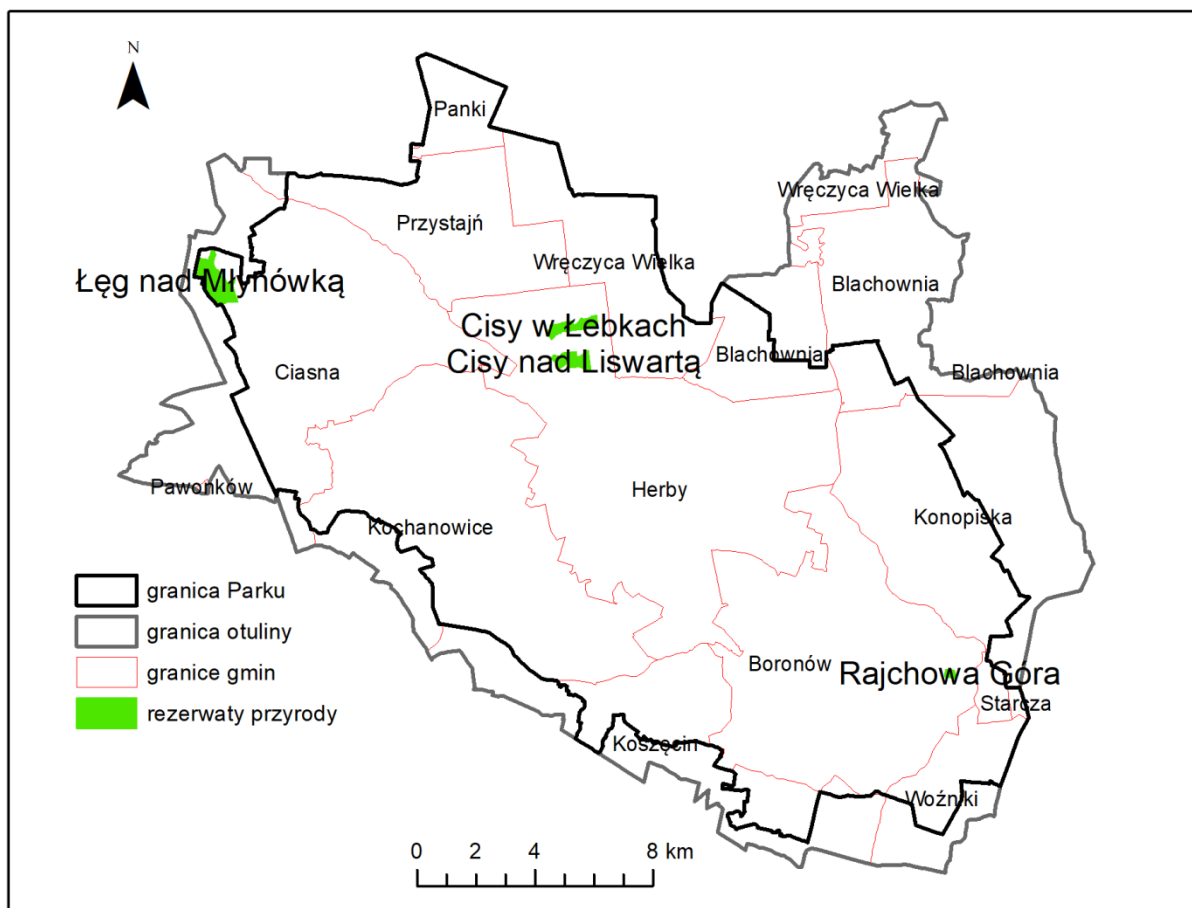 N
Panki
Wręczyca Wielka
Przystajń
Wręczyca Wielka
Łęg nad Młynówką
Blachownia
Cisy w Łebkach
Cisy nad Liswartą
Blachownia
Ciasna
Blachownia
Pawonków
Herby
Konopiska
Kochanowice
granica Parku
granica otuliny
granice gmin
rezerwaty przyrody
Boronów
Rajchowa Góra
Starcza
Koszęcin
Woźniki
0 2 4 8 km